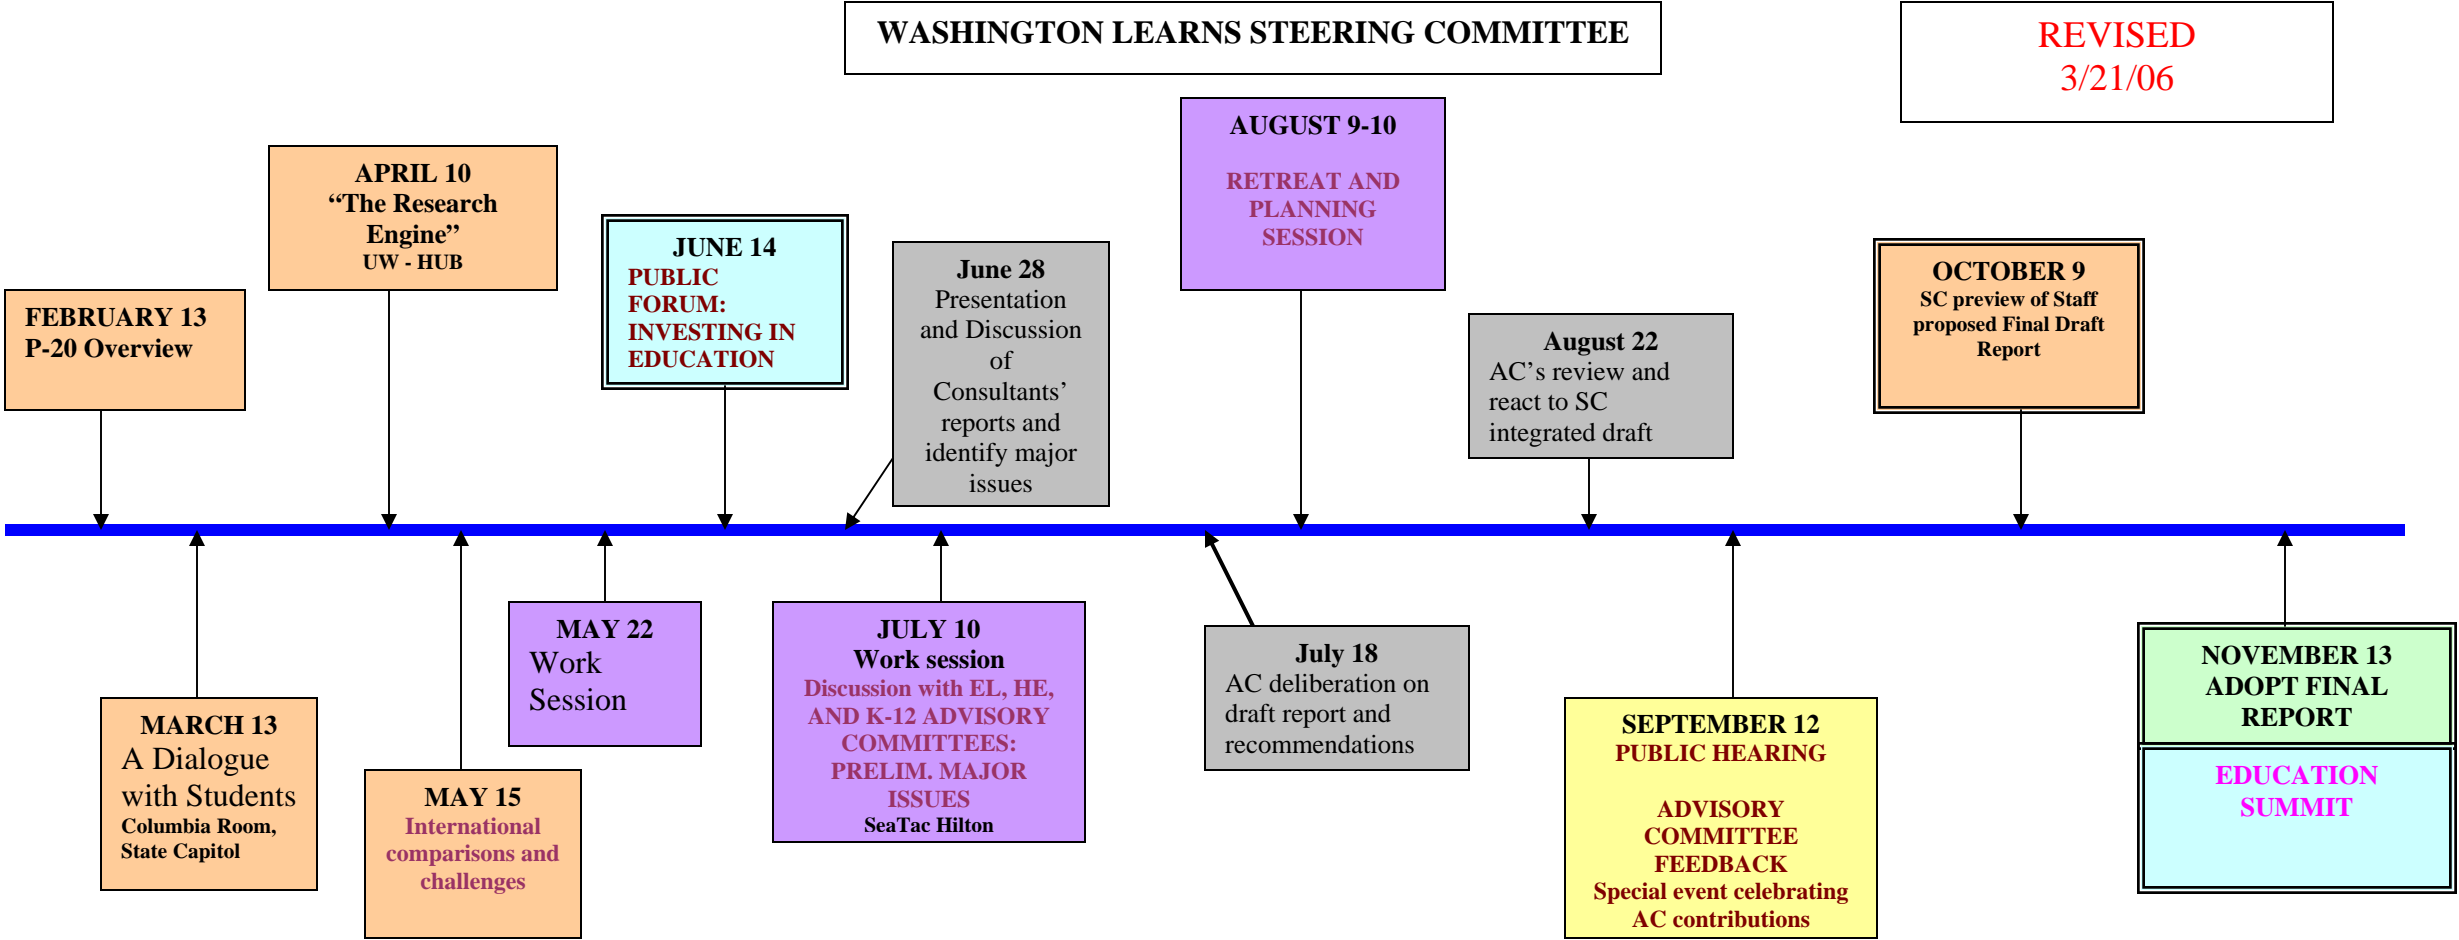 WASHINGTON LEARNS STEERING COMMITTEE
REVISED
3/21/06
FEBRUARY 13
P-20 Overview
APRIL 10
“The Research
Engine”
UW - HUB
JUNE 14
PUBLIC
FORUM:
INVESTING IN
EDUCATION
June 28
Presentation
and Discussion
of
Consultants’
reports and
identify major
issues
AUGUST 9-10
RETREAT AND
PLANNING
SESSION
August 22
AC’s review and
react to SC
integrated draft
OCTOBER 9
SC preview of Staff
proposed Final Draft
Report
MARCH 13
A Dialogue
with Students
Columbia Room,
State Capitol
MAY 15
International
comparisons and
challenges
MAY 22
Work
Session
JULY 10
Work session
Discussion with EL, HE,
AND K-12 ADVISORY
COMMITTEES:
PRELIM. MAJOR
ISSUES
SeaTac Hilton
July 18
AC deliberation on
draft report and
recommendations
SEPTEMBER 12
PUBLIC HEARING
ADVISORY
COMMITTEE
FEEDBACK
Special event celebrating
AC contributions
NOVEMBER 13
ADOPT FINAL
REPORT
EDUCATION
SUMMIT